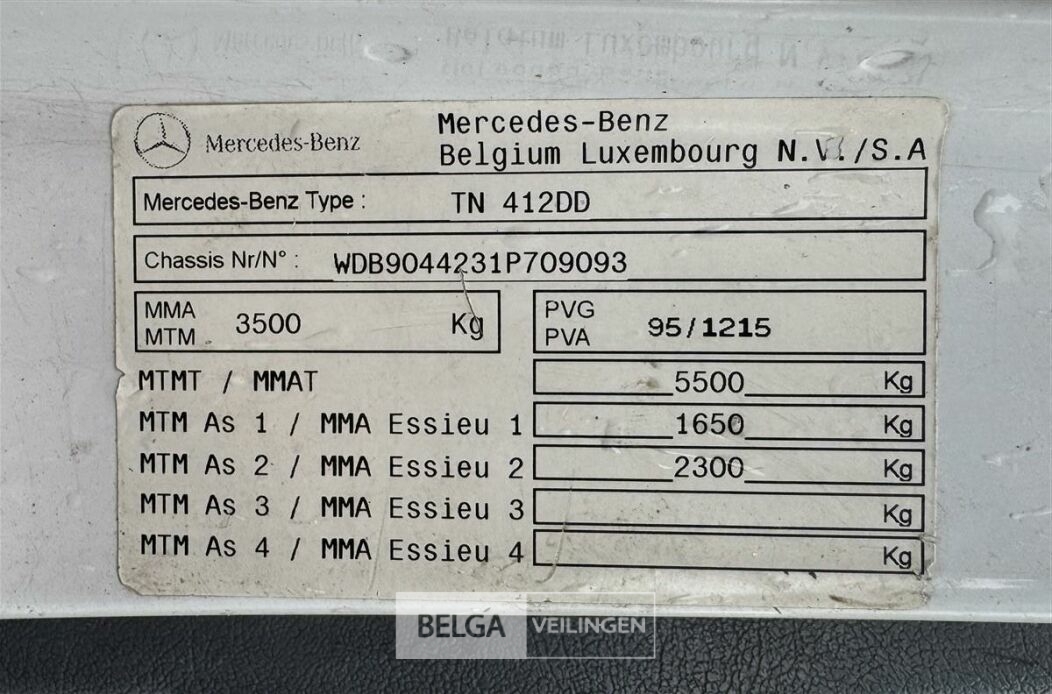 Mercedes-Benz
Mercedes-Benz
Belgium Luxembourg N.V./S.A
Mercedes-Benz Type : TN 412DD
Chassis Nr/N° : WDB9044231P709093
MMA
MTM 3500 Kg
PVG
PVA 95/1215
MTMT / MMAT 5500 Kg
MTM As 1 / MMA Essieu 1 1650 Kg
MTM As 2 / MMA Essieu 2 2300 Kg
MTM As 3 / MMA Essieu 3 Kg
MTM As 4 / MMA Essieu 4 Kg
BELGA VEILINGEN